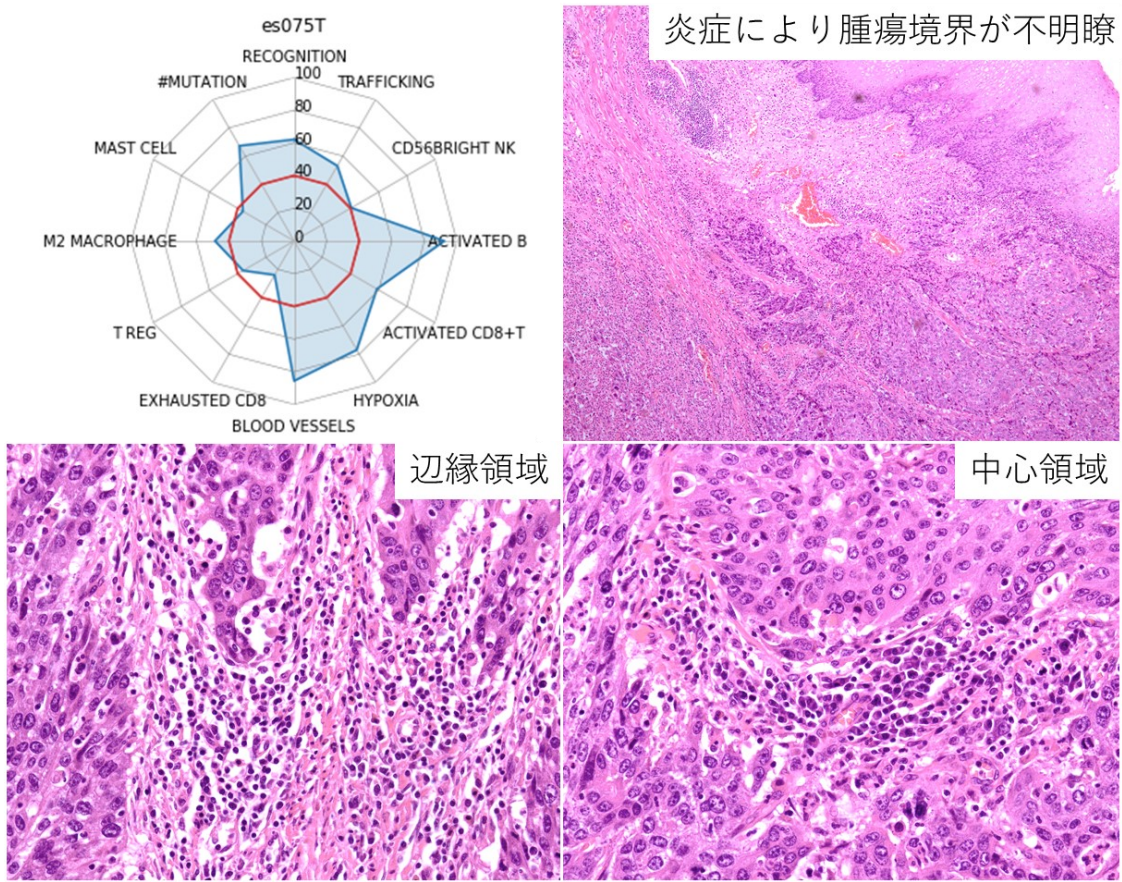 es075T
RECOGNITION
#MUTATION
TRAFFICKING
MAST CELL
CD56BRIGHT NK
M2 MACROPHAGE
ACTIVATED B
T REG
ACTIVATED CD8+T
EXHAUSTED CD8
HYPOXIA
BLOOD VESSELS
100
80
60
40
20
0
炎症により腫瘍境界が不明瞭
辺縁領域
中心領域